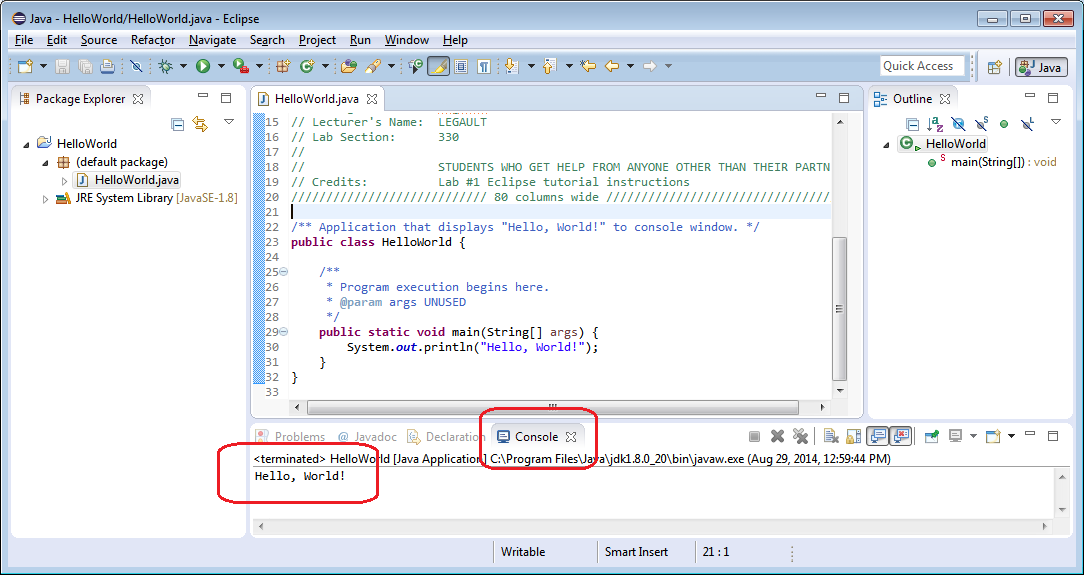 Java - HelloWorld/HelloWorld.java - Eclipse
File Edit Source Refactor Navigate Search Project Run Window Help
Quick Access Java
Package Explorer
HelloWorld
(default package)
HelloWorld.java
JRE System Library [JavaSE-1.8]
HelloWorld.java
15 // Lecturer's Name: LEGAULT
16 // Lab Section: 330
17 //
18 // STUDENTS WHO GET HELP FROM ANYONE OTHER THAN THEIR PARTN
19 // Credits: Lab #1 Eclipse tutorial instructions
20 //////////////////////////// 80 columns wide ////////////////////////////////
21
22 /** Application that displays "Hello, World!" to console window. */
23 public class HelloWorld {
24
25 /**
26 * Program execution begins here.
27 * @param args UNUSED
28 */
29 public static void main(String[] args) {
30 System.out.println("Hello, World!");
31 }
32 }
33
Outline
HelloWorld
main(String[]) : void
Problems @ Javadoc Declaration Console
<terminated> HelloWorld [Java Application] C:\Program Files\Java\jdk1.8.0_20\bin\javaw.exe (Aug 29, 2014, 12:59:44 PM)
Hello, World!
Writable Smart Insert 21 : 1